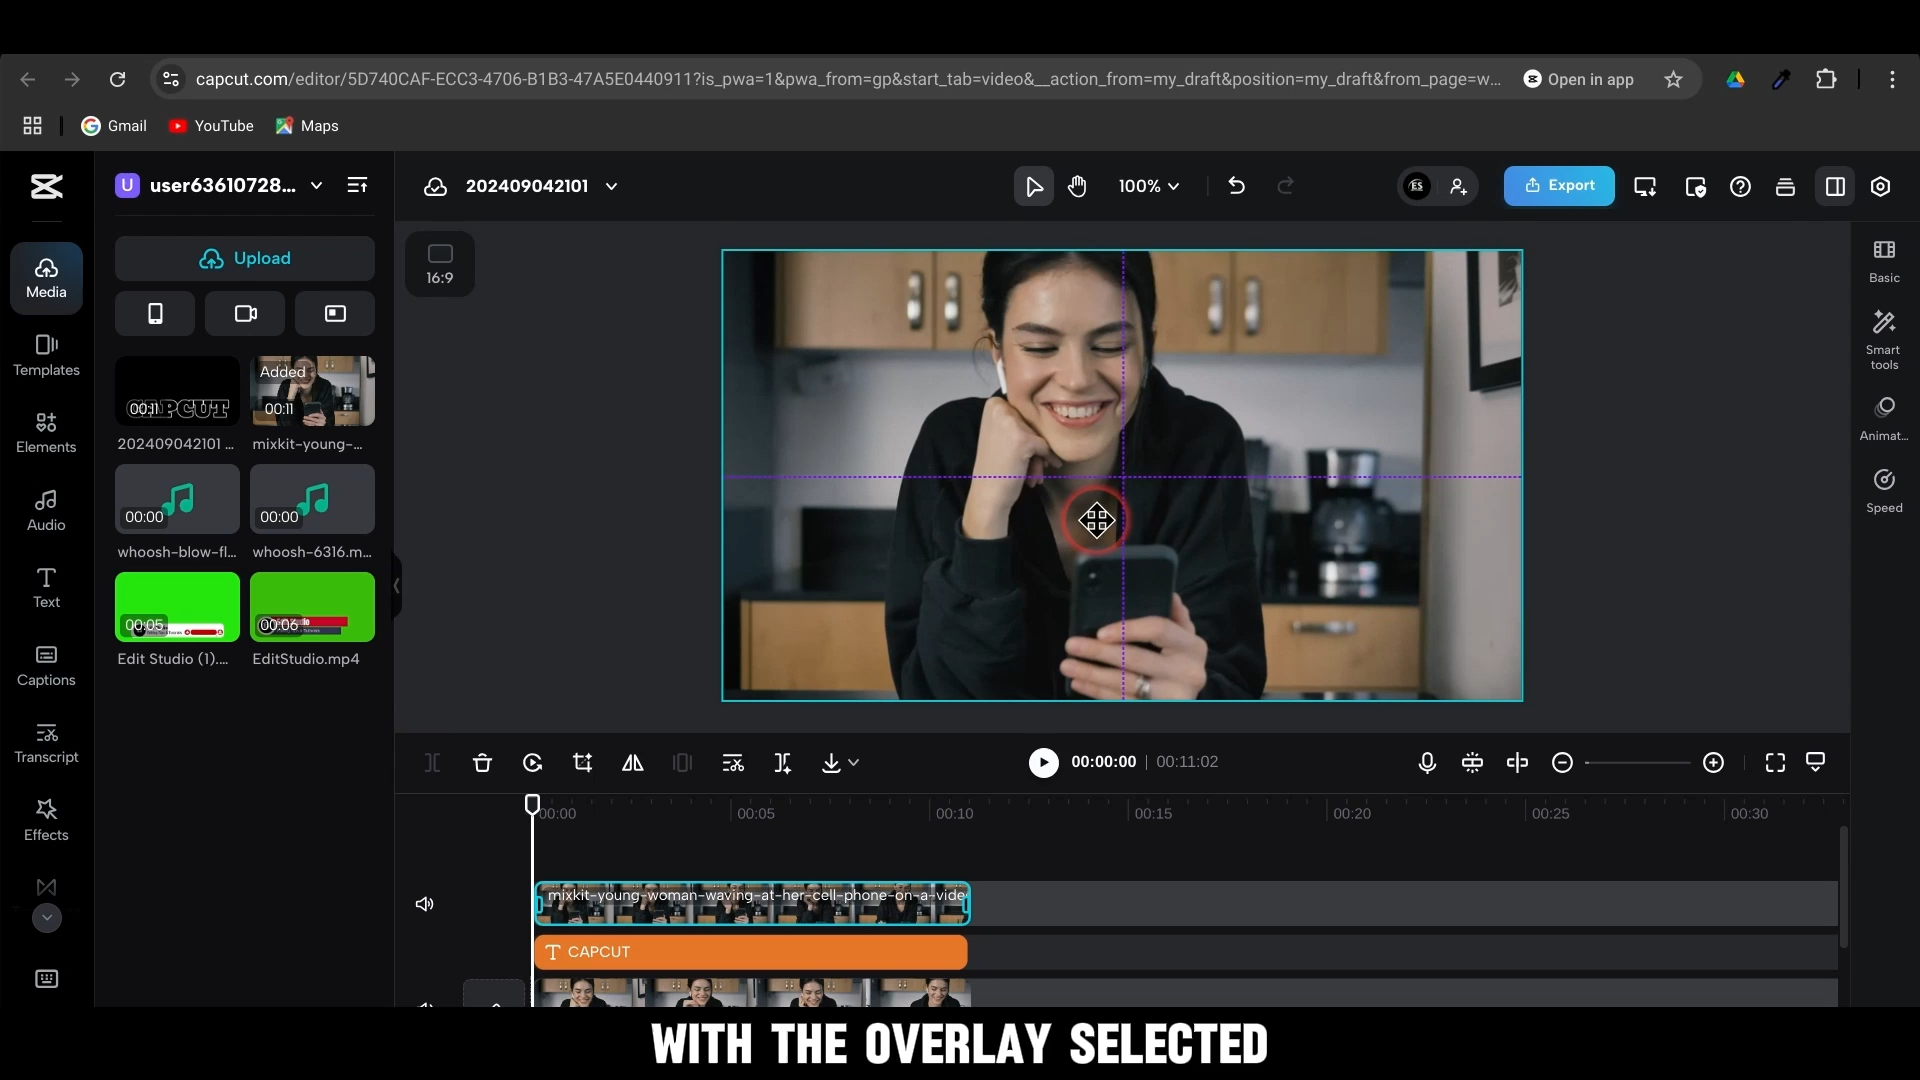 capcut.com/editor/5D740CAF-ECC3-4706-B1B3-47A5E0440911?is_pwa=1&pwa_from=gp&start_tab=video&__action_from=my_draft&position=my_draft&from_page=w...
Open in app
Gmail
YouTube
Maps
U user63610728...
202409042101
100%
ES
Export
Media
Templates
Elements
Audio
Text
Captions
Transcript
Effects
Upload
16:9
CAPCUT
00:11
Added
00:11
202409042101 ...
mixkit-young-...
00:00
00:00
whoosh-blow-fl...
whoosh-6316.m...
00:05
00:06
Edit Studio (1)....
EditStudio.mp4
Basic
Smart
tools
Animat...
Speed
00:00:00 | 00:11:02
00:00
00:05
00:10
00:15
00:20
00:25
00:30
mixkit-young-woman-waving-at-her-cell-phone-on-a-vide
T CAPCUT
WITH THE OVERLAY SELECTED